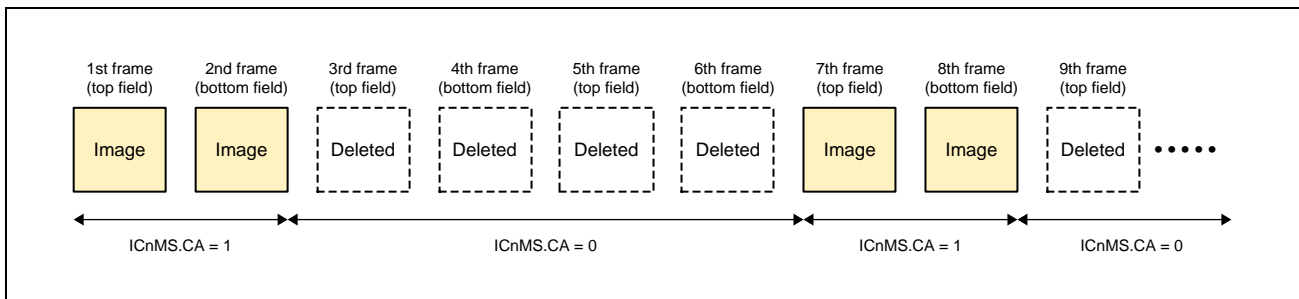 1st frame
(top field)
2nd frame
(bottom field)
3rd frame
(top field)
4th frame
(bottom field)
5th frame
(top field)
6th frame
(bottom field)
7th frame
(top field)
8th frame
(bottom field)
9th frame
(top field)
Image
Image
Deleted
Deleted
Deleted
Deleted
Image
Image
Deleted
ICnMS.CA = 1
ICnMS.CA = 0
ICnMS.CA = 1
ICnMS.CA = 0